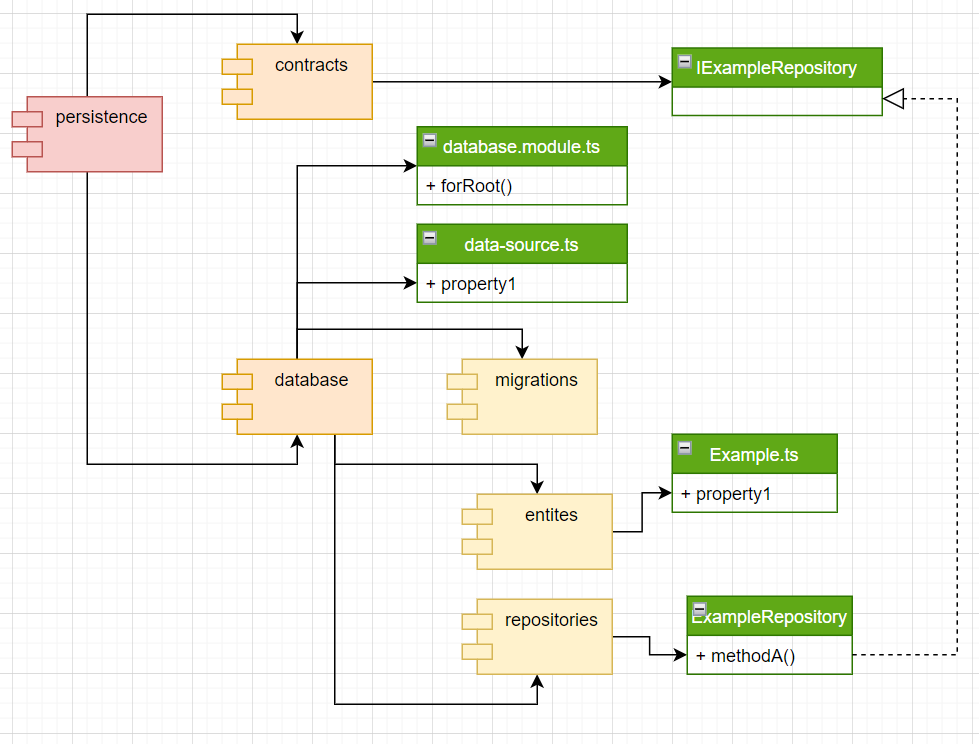 contracts
IExampleRepository
persistence
database.module.ts
+ forRoot()
data-source.ts
+ property1
database
migrations
Example.ts
+ property1
entites
repositories
ExampleRepository
+ methodA()